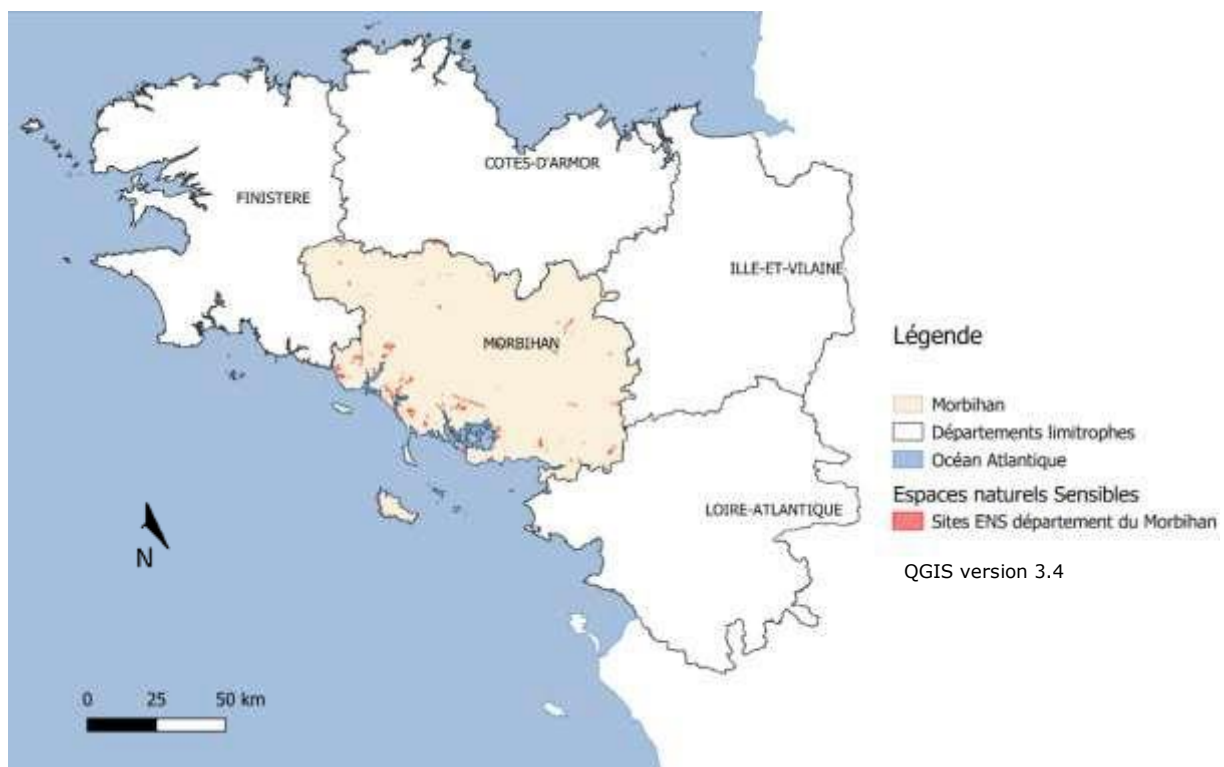 COTES-D'ARMOR
FINISTERE
ILLE-ET-VILAINE
MORBIHAN
LOIRE-ATLANTIQUE
Légende
Morbihan
Départements limitrophes
Océan Atlantique
Espaces naturels Sensibles
Sites ENS département du Morbihan
QGIS version 3.4
N
0 25 50 km